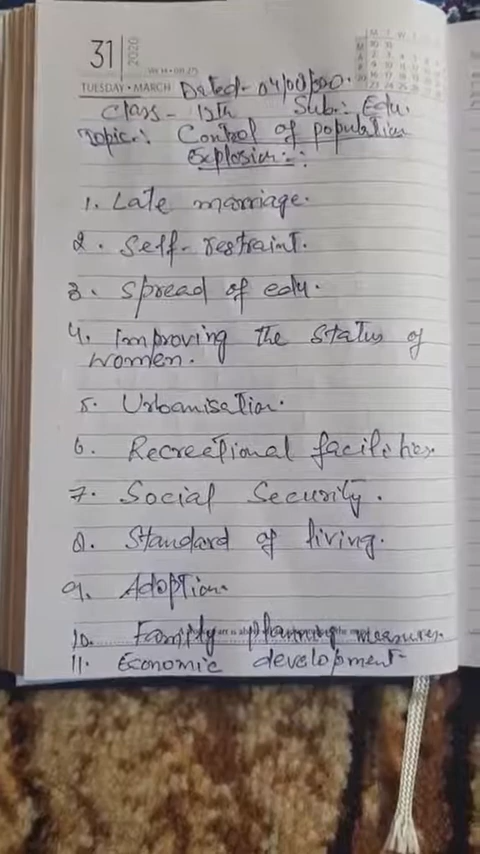 31
2020
TUESDAY • MARCH Dated- 04/08/020.
Class- 12th Sub:. Edu.
Topic:. Control of population
Explosion:-:
1. Late marriage.
2. Self- restraint.
3. Spread of edu.
4. Improving the status of
women.
5. Urbanisation.
6. Recreational facilities.
7. Social Security.
8. Standard of living.
9. Adoption.
10. Family planning measures.
11. Economic development-